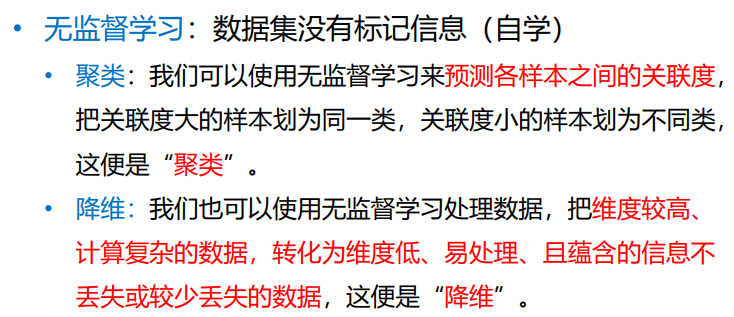 • 无监督学习：数据集没有标记信息（自学）
• 聚类：我们可以使用无监督学习来预测各样本之间的关联度，
把关联度大的样本划为同一类，关联度小的样本划为不同类，
这便是“聚类”。
• 降维：我们也可以使用无监督学习处理数据，把维度较高、
计算复杂的数据，转化为维度低、易处理、且蕴含的信息不
丢失或较少丢失的数据，这便是“降维”。